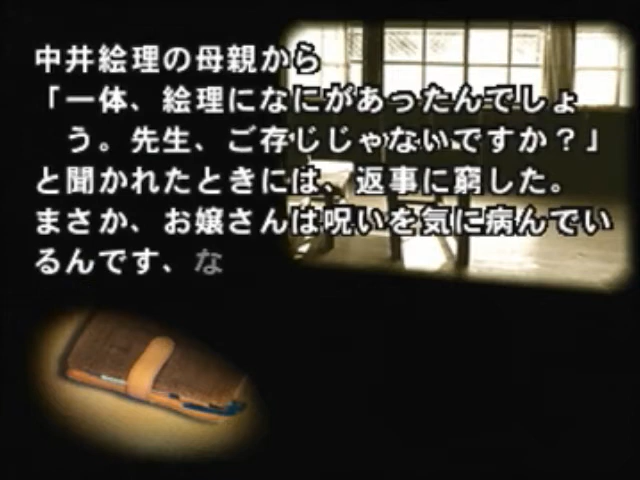 中井絵理の母親から
「一体、絵理になにがあったんでしょ
う。先生、ご存じじゃないですか？」
と聞かれたときには、返事に窮した。
まさか、お嬢さんは呪いを気に病んでい
るんです、な